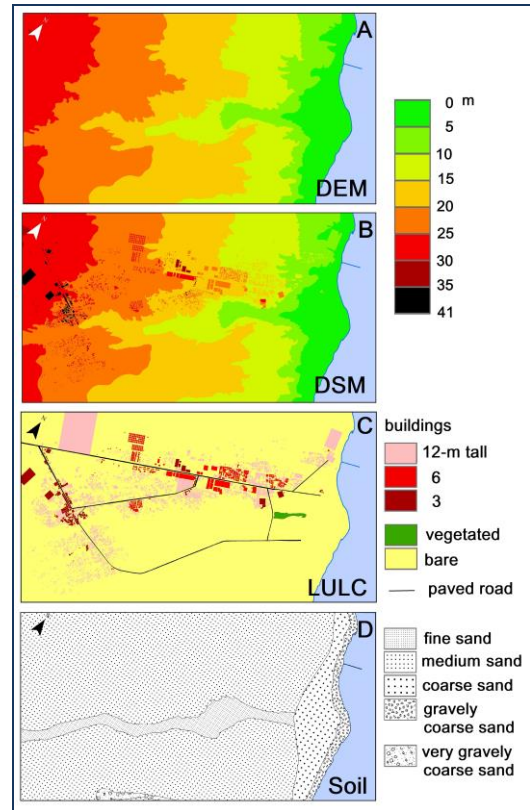 A
DEM
B
DSM
C
LULC
D
Soil
0 m
5
10
15
20
25
30
35
41
buildings
12-m tall
6
3
vegetated
bare
paved road
fine sand
medium sand
coarse sand
gravely
coarse sand
very gravely
coarse sand